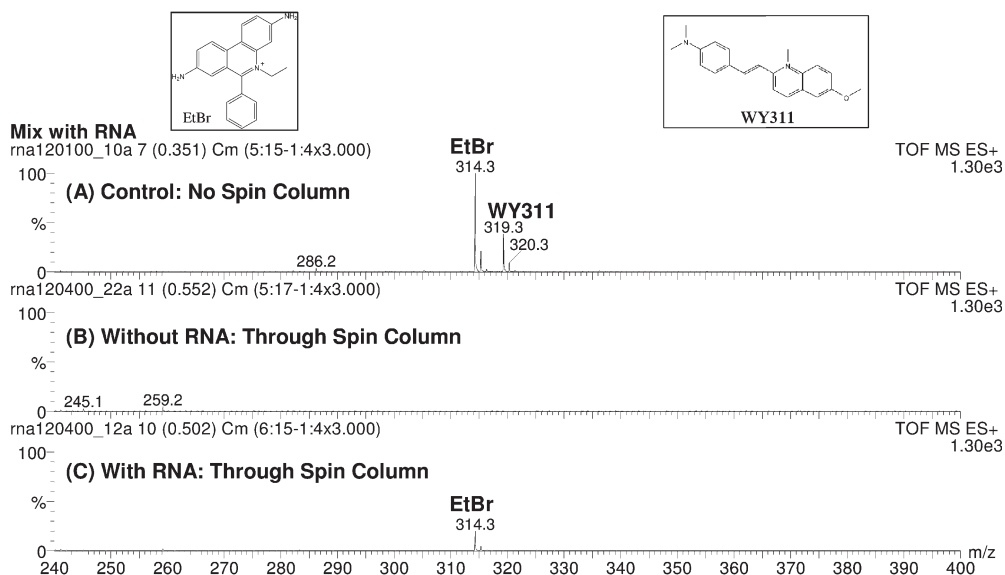 NH₂
H₂N
N⁺
EtBr
N
N
O
WY311
Mix with RNA
rna120100_10a 7 (0.351) Cm (5:15-1:4x3.000)
TOF MS ES+
1.30e3
EtBr
314.3
100
(A) Control: No Spin Column
WY311
319.3
320.3
%
286.2
0
rna120400_22a 11 (0.552) Cm (5:17-1:4x3.000)
TOF MS ES+
1.30e3
100
(B) Without RNA: Through Spin Column
%
245.1 259.2
0
rna120400_12a 10 (0.502) Cm (6:15-1:4x3.000)
TOF MS ES+
1.30e3
100
(C) With RNA: Through Spin Column
EtBr
314.3
%
0
m/z
240 250 260 270 280 290 300 310 320 330 340 350 360 370 380 390 400